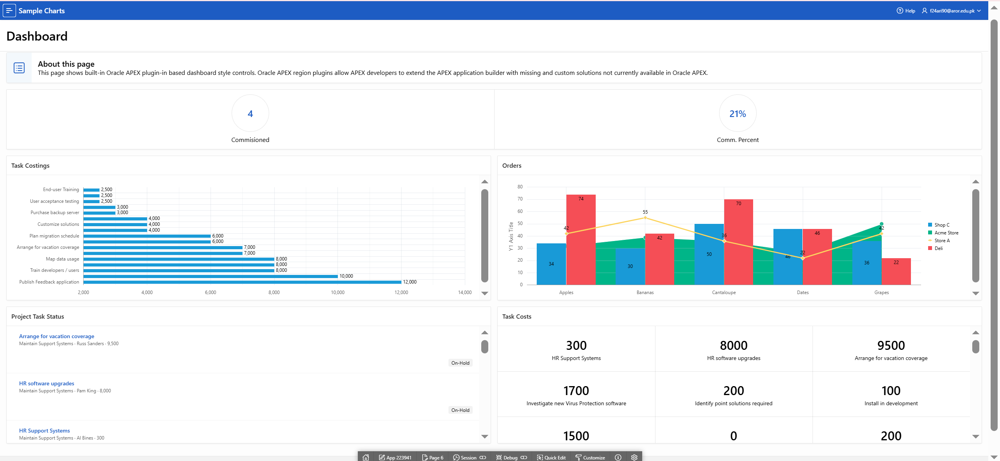 Sample Charts
Help
f24ari90@aror.edu.pk
Dashboard
About this page
This page shows built-in Oracle APEX plugin-in based dashboard style controls. Oracle APEX region plugins allow APEX developers to extend the APEX application builder with missing and custom solutions not currently available in Oracle APEX.
4
Commisioned
21%
Comm. Percent
Task Costings
End-user Training
2,500
2,500
User acceptance testing
2,500
3,000
Purchase backup server
3,000
4,000
Customize solutions
4,000
4,000
Plan migration schedule
6,000
6,000
Arrange for vacation coverage
7,000
7,000
Map data usage
8,000
8,000
Train developers / users
8,000
10,000
Publish Feedback application
12,000
2,000 4,000 6,000 8,000 10,000 12,000 14,000
Orders
Y1 Axis Title
80
70
60
50
40
30
20
10
0
34
42
74
30
55
42
50
36
70
46
22
46
36
42
22
Apples Bananas Cantaloupe Dates Grapes
Shop C
Acme Store
Store A
Deli
Project Task Status
Arrange for vacation coverage
Maintain Support Systems · Russ Sanders · 9,500
On-Hold
HR software upgrades
Maintain Support Systems · Pam King · 8,000
On-Hold
HR Support Systems
Maintain Support Systems · Al Bines · 300
Task Costs
300
HR Support Systems
8000
HR software upgrades
9500
Arrange for vacation coverage
1700
Investigate new Virus Protection software
200
Identify point solutions required
100
Install in development
1500
0
200
App 223941
Page 6
Session
Debug
Quick Edit
Customize